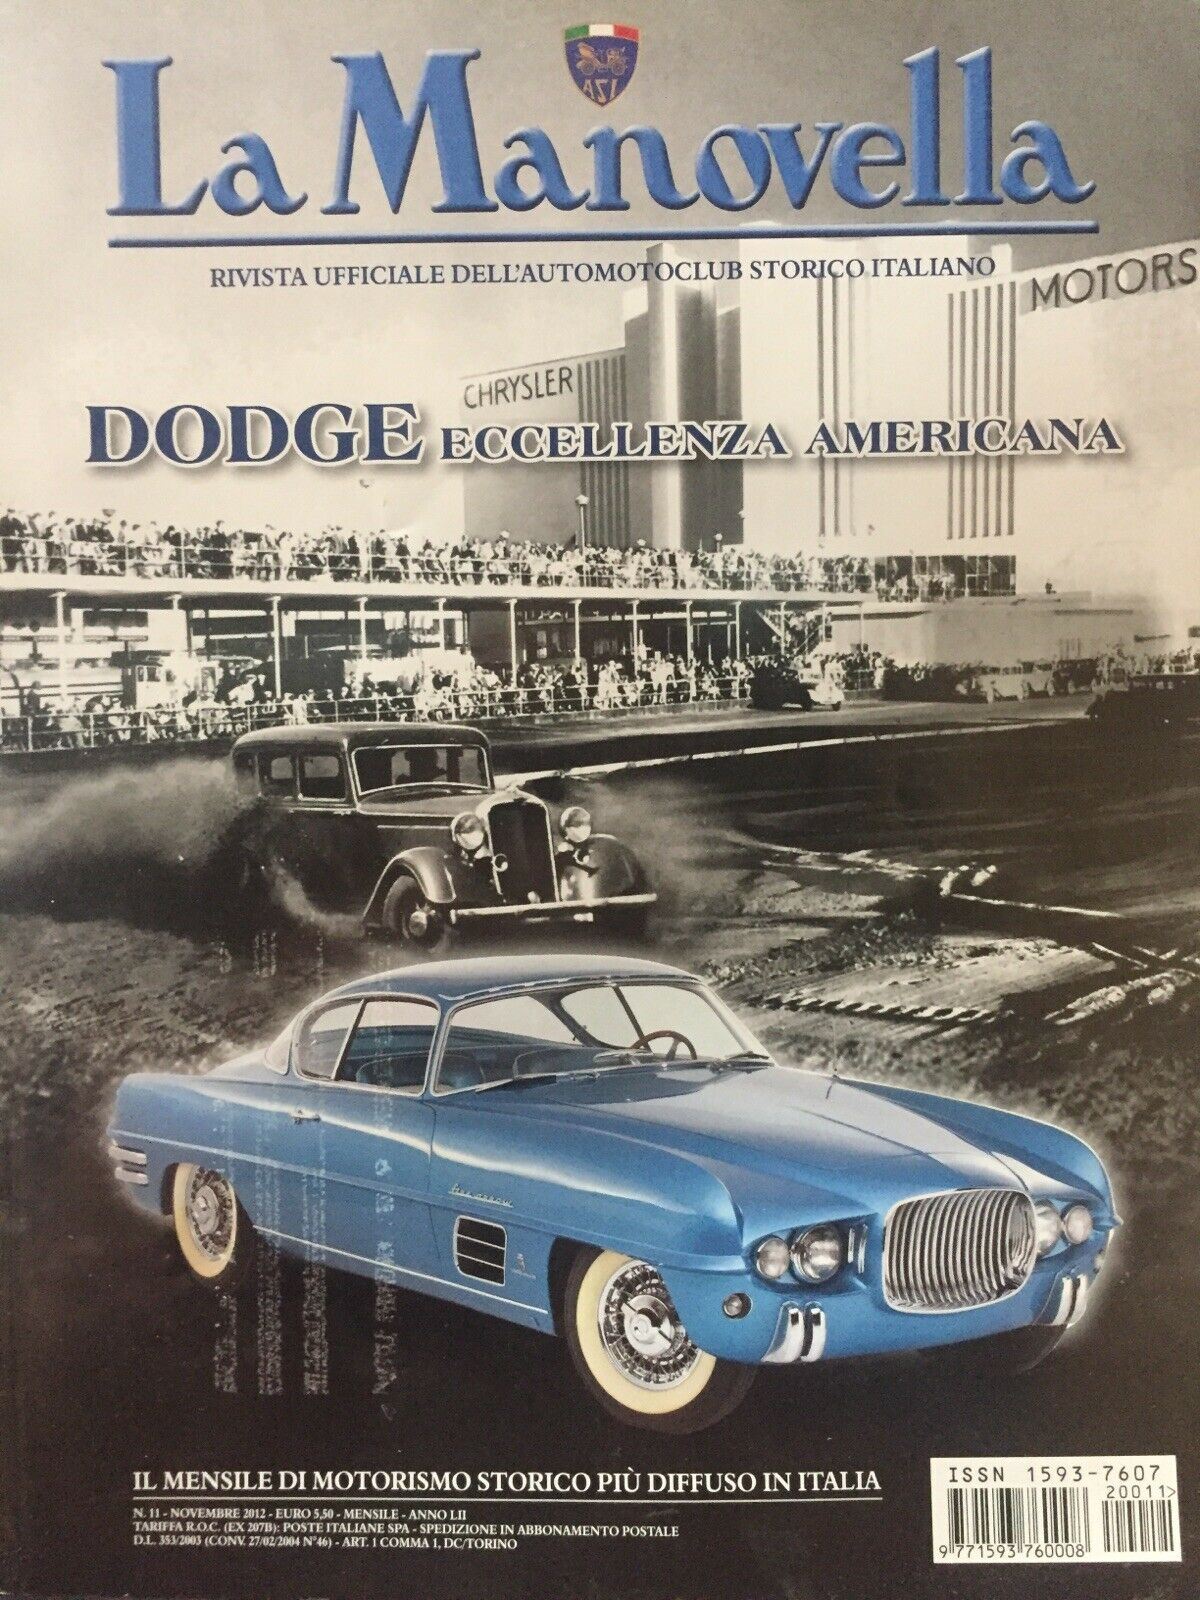 ASI
La Manovella
RIVISTA UFFICIALE DELL'AUTOMOTOCLUB STORICO ITALIANO
MOTORS
CHRYSLER
DODGE ECCELLENZA AMERICANA
IL MENSILE DI MOTORISMO STORICO PIÙ DIFFUSO IN ITALIA
N. 11 - NOVEMBRE 2012 - EURO 5,50 - MENSILE - ANNO LII
TARIFFA R.O.C. (EX 207B): POSTE ITALIANE SPA - SPEDIZIONE IN ABBONAMENTO POSTALE
D.L. 353/2003 (CONV. 27/02/2004 N°46) - ART. 1 COMMA 1, DC/TORINO
ISSN 1593-7607
20011>
9 771593 760008